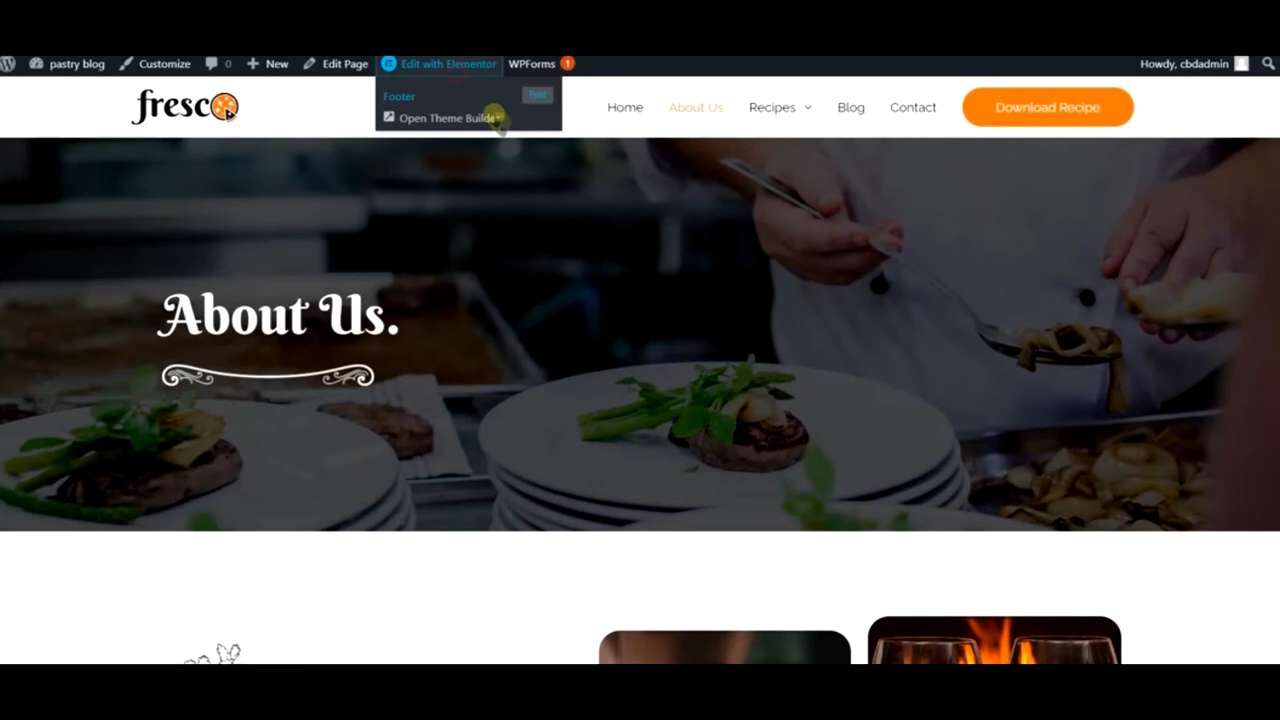 pastry blog Customize 0 New Edit Page Edit with Elementor WPForms 1 Howdy, cbdadmin
Footer Post
Open Theme Builder
fresco Home About Us Recipes Blog Contact Download Recipe
About Us.